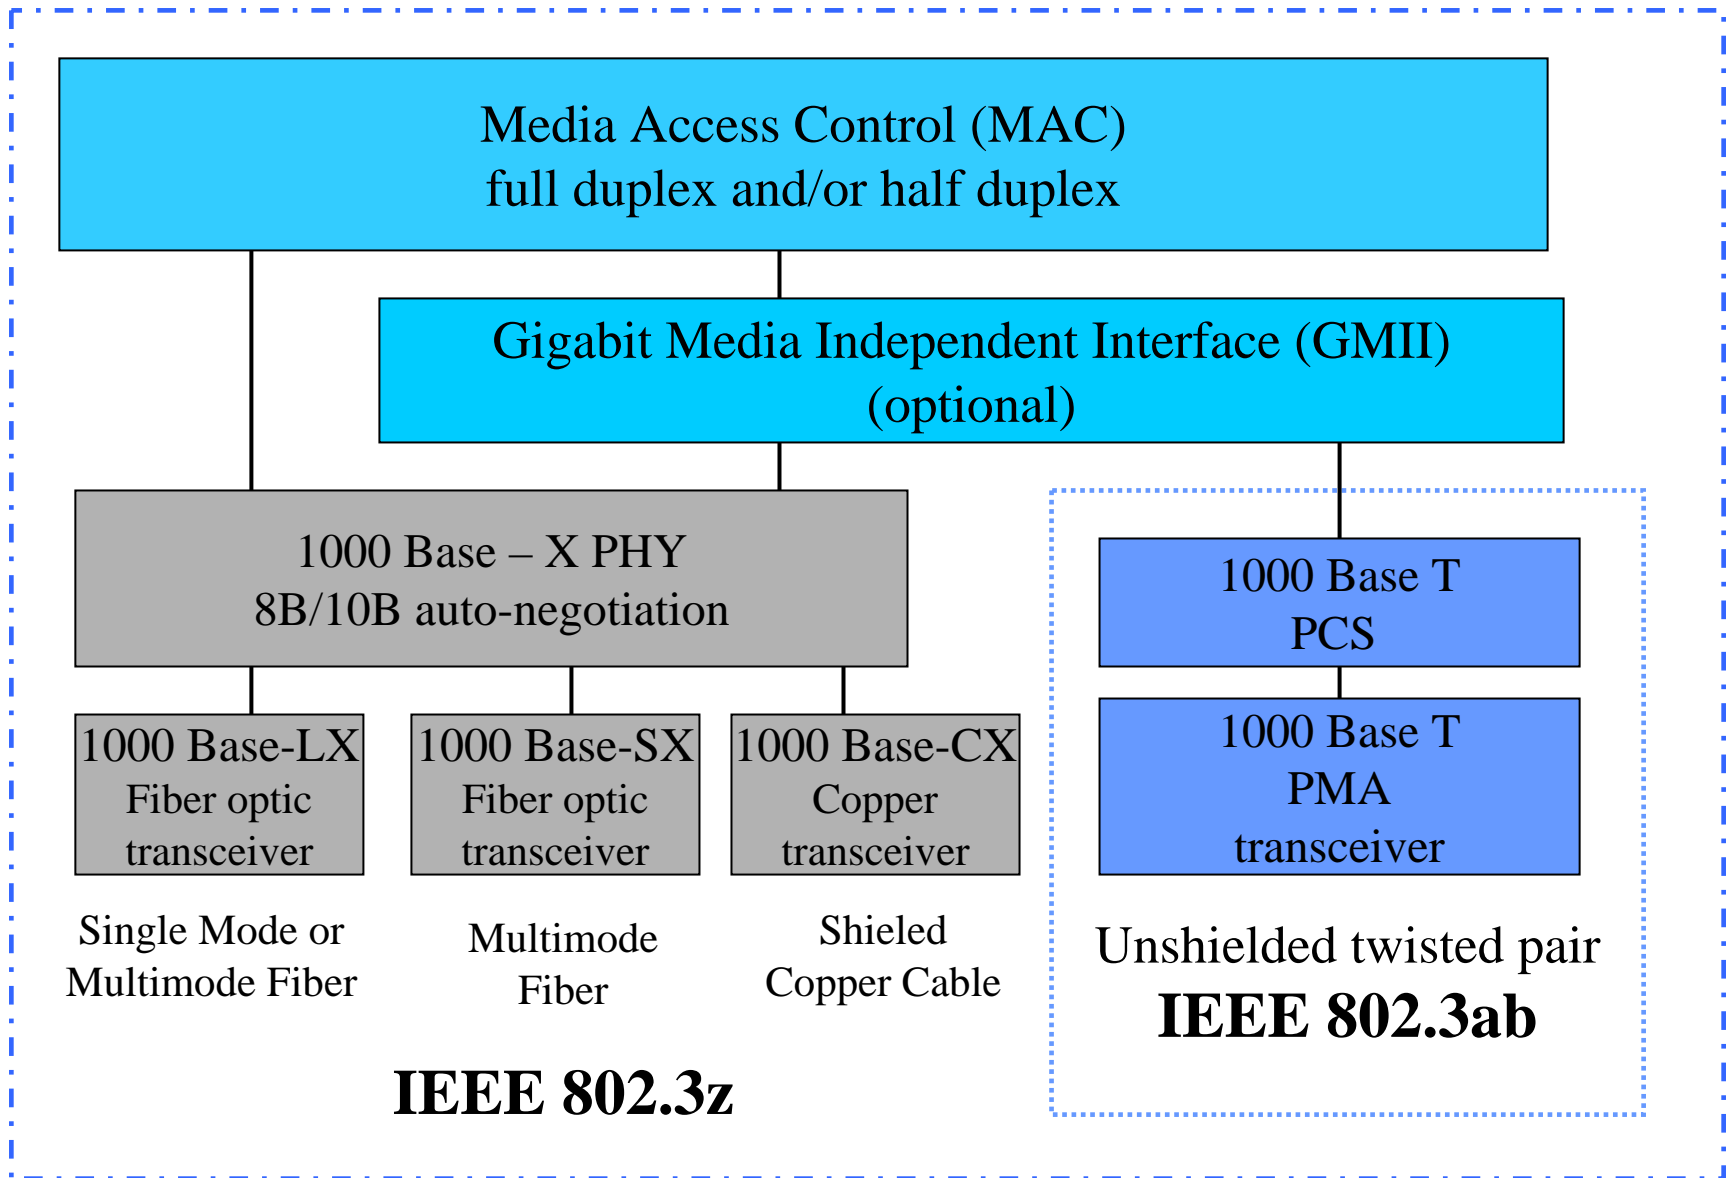 Media Access Control (MAC)
full duplex and/or half duplex
Gigabit Media Independent Interface (GMII)
(optional)
1000 Base – X PHY
8B/10B auto-negotiation
1000 Base T
PCS
1000 Base-LX
Fiber optic
transceiver
1000 Base-SX
Fiber optic
transceiver
1000 Base-CX
Copper
transceiver
1000 Base T
PMA
transceiver
Single Mode or
Multimode Fiber
Multimode
Fiber
Shieled
Copper Cable
Unshielded twisted pair
IEEE 802.3ab
IEEE 802.3z